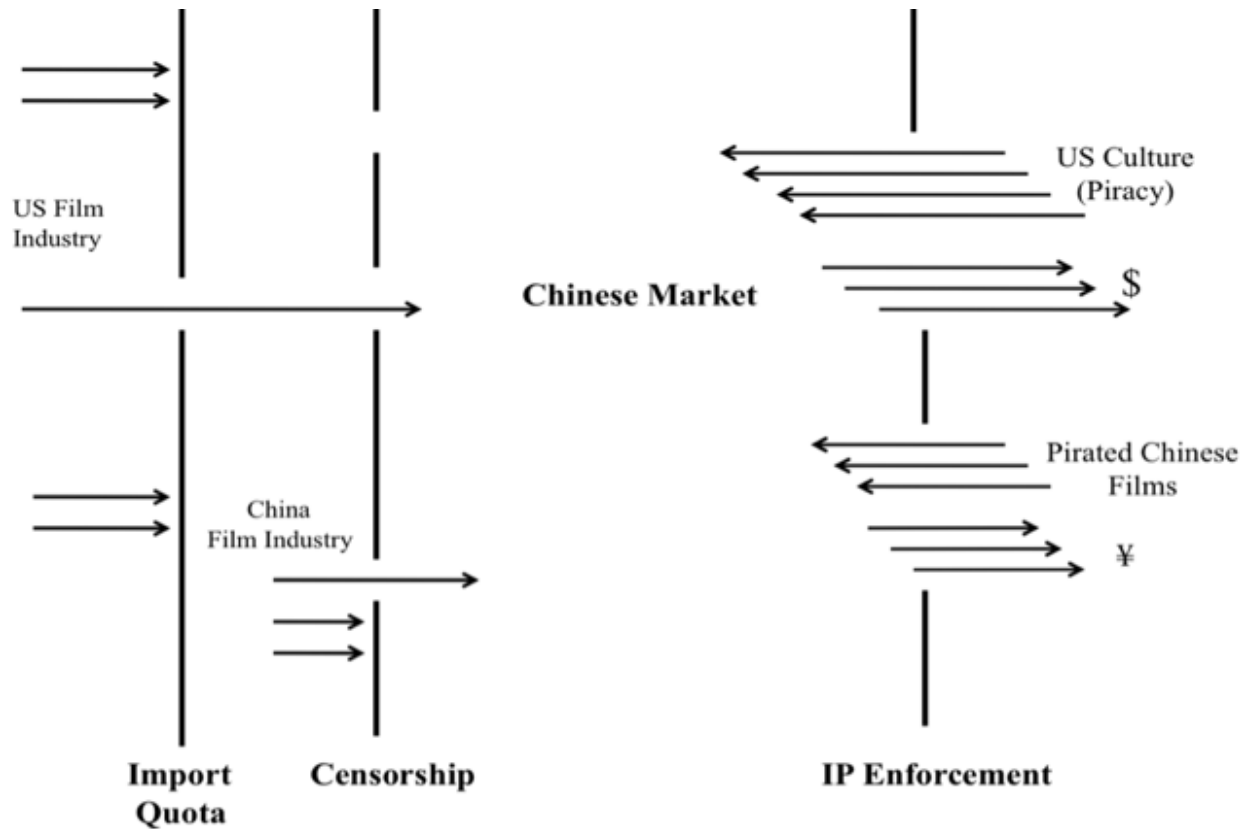 US Film
Industry
US Culture
(Piracy)
Chinese Market
$
China
Film Industry
Pirated Chinese
Films
¥
Import
Quota
Censorship
IP Enforcement